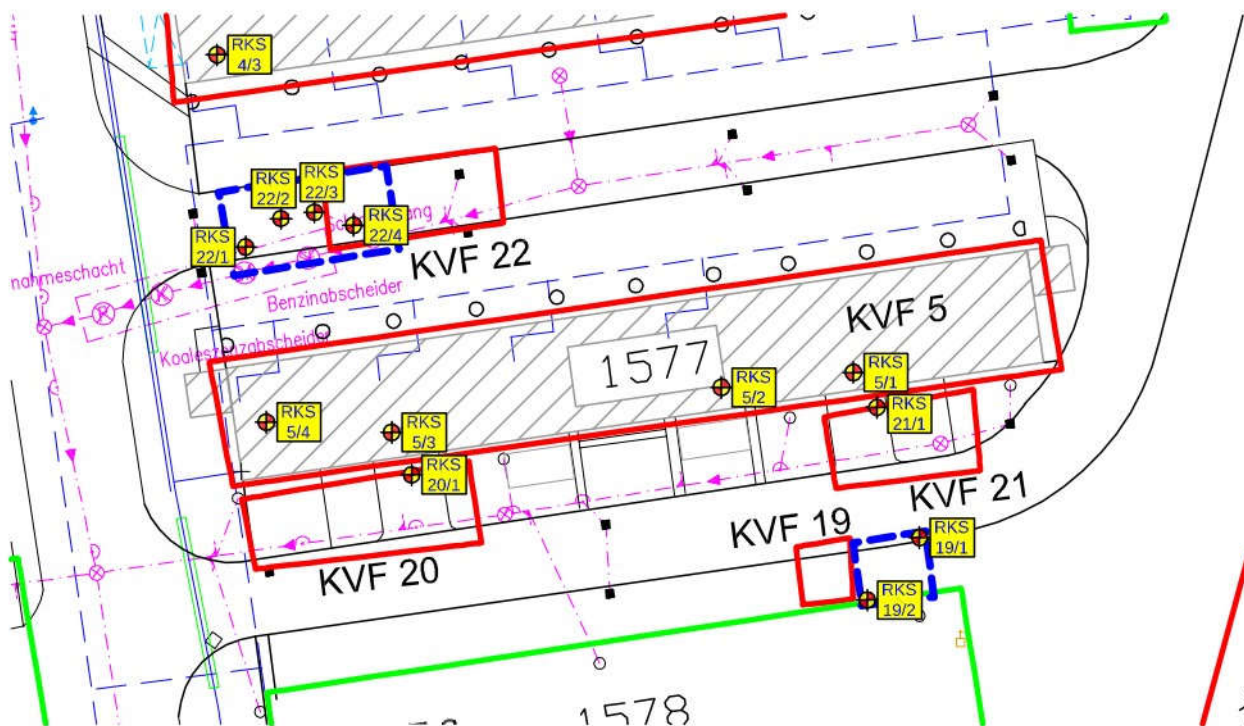 RKS
4/3
RKS
22/3
RKS
22/2
RKS
22/4
RKS
22/1
KVF 22
nahmeschacht
Benzinabscheider
Koaleszenzabscheider
KVF 5
1577
RKS
5/1
RKS
5/2
RKS
21/1
RKS
5/4
RKS
5/3
RKS
20/1
KVF 21
KVF 19
RKS
19/1
KVF 20
RKS
19/2
1578